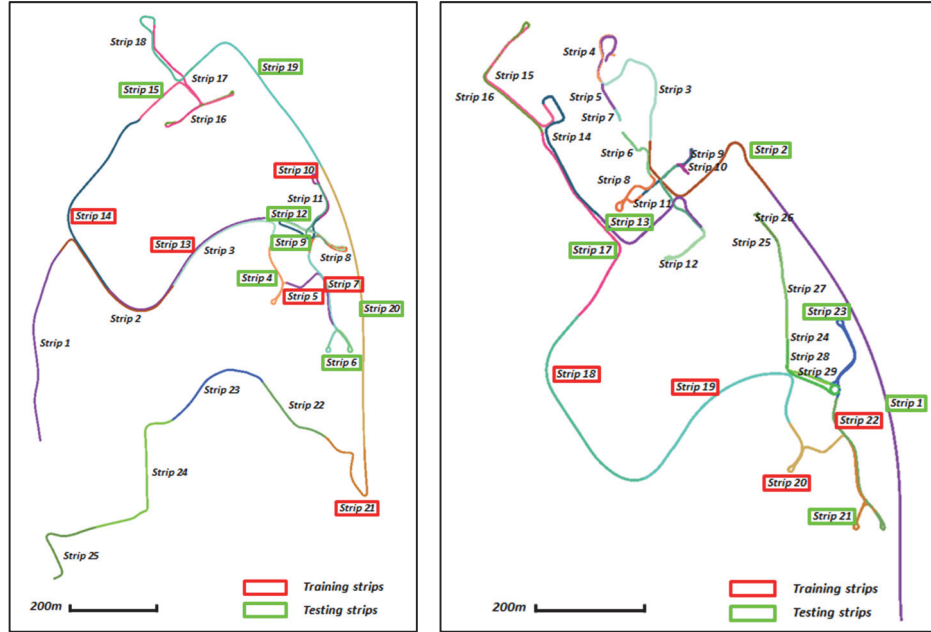 Strip 18
Strip 17
Strip 19
Strip 15
Strip 16
Strip 10
Strip 11
Strip 14
Strip 12
Strip 13
Strip 9
Strip 3
Strip 8
Strip 4
Strip 7
Strip 5
Strip 20
Strip 2
Strip 1
Strip 6
Strip 23
Strip 22
Strip 24
Strip 21
Strip 25
Training strips
200m
Testing strips
Strip 4
Strip 15
Strip 3
Strip 16
Strip 5
Strip 7
Strip 14
Strip 6
Strip 9
Strip 2
Strip 10
Strip 8
Strip 11
Strip 13
Strip 26
Strip 17
Strip 25
Strip 12
Strip 27
Strip 23
Strip 24
Strip 28
Strip 29
Strip 18
Strip 19
Strip 1
Strip 22
Strip 20
Strip 21
Training strips
200m
Testing strips